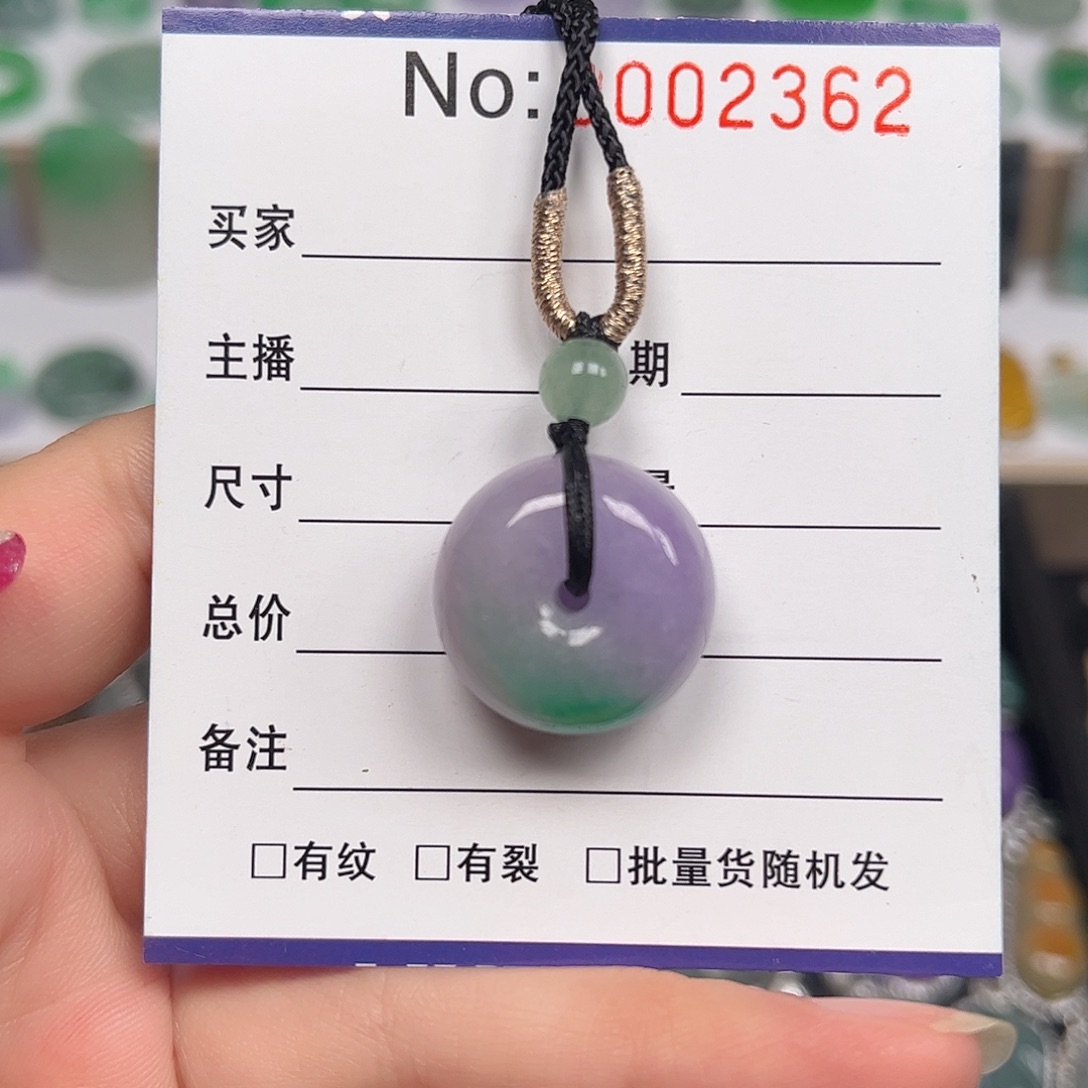 No: 002362
买家
主播 期
尺寸
总价
备注
□有纹 □有裂 □批量货随机发